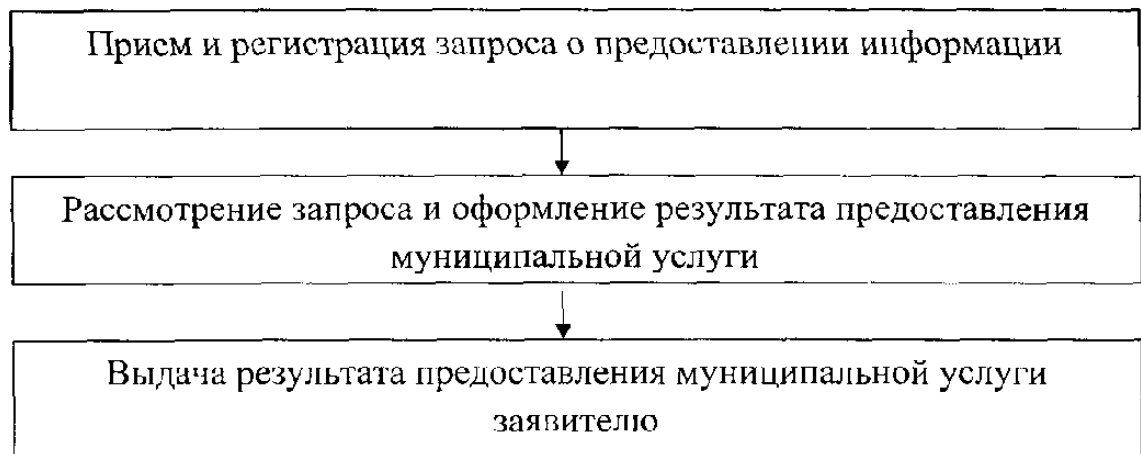 Прием и регистрация запроса о предоставлении информации
Рассмотрение запроса и оформление результата предоставления
муниципальной услуги
Выдача результата предоставления муниципальной услуги
заявителю